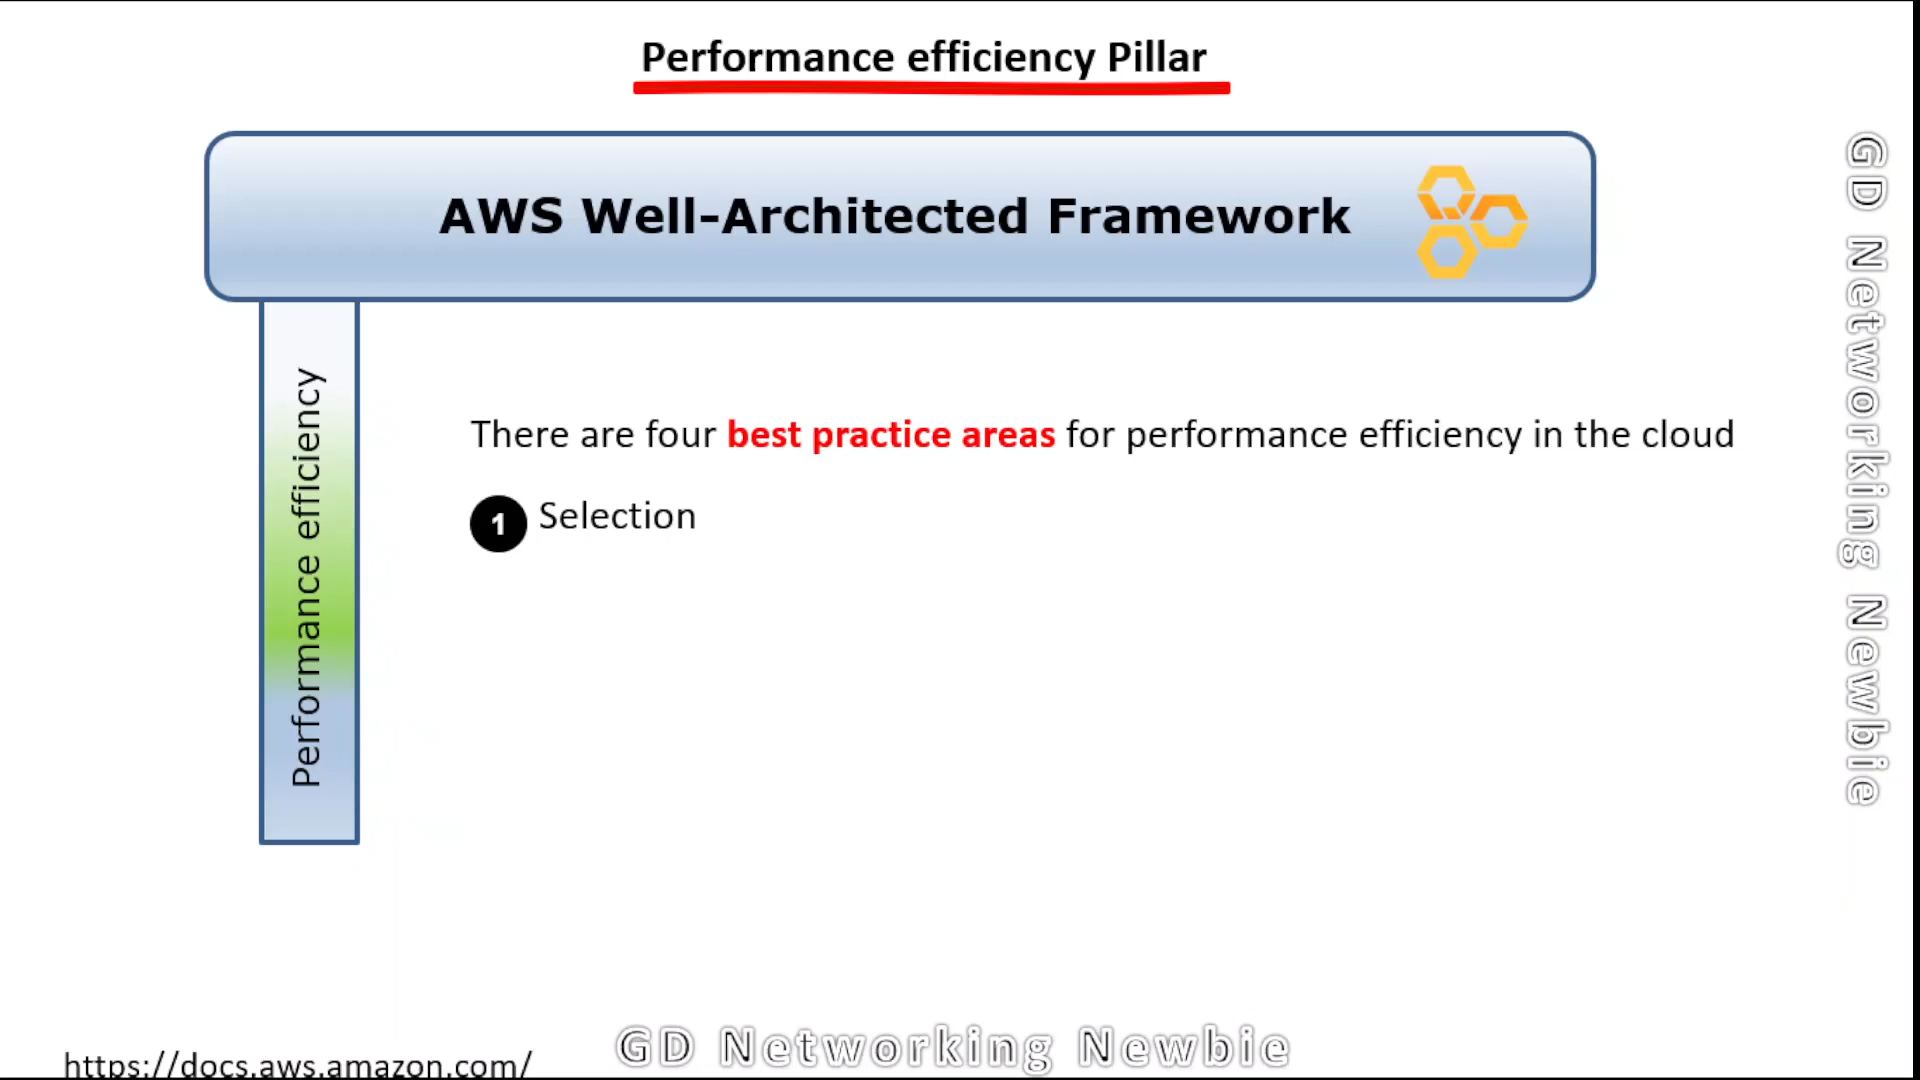 Performance efficiency Pillar
AWS Well-Architected Framework
Performance efficiency
There are four best practice areas for performance efficiency in the cloud
1 Selection
GD Networking Newbie
GD Networking Newbie
https://docs.aws.amazon.com/